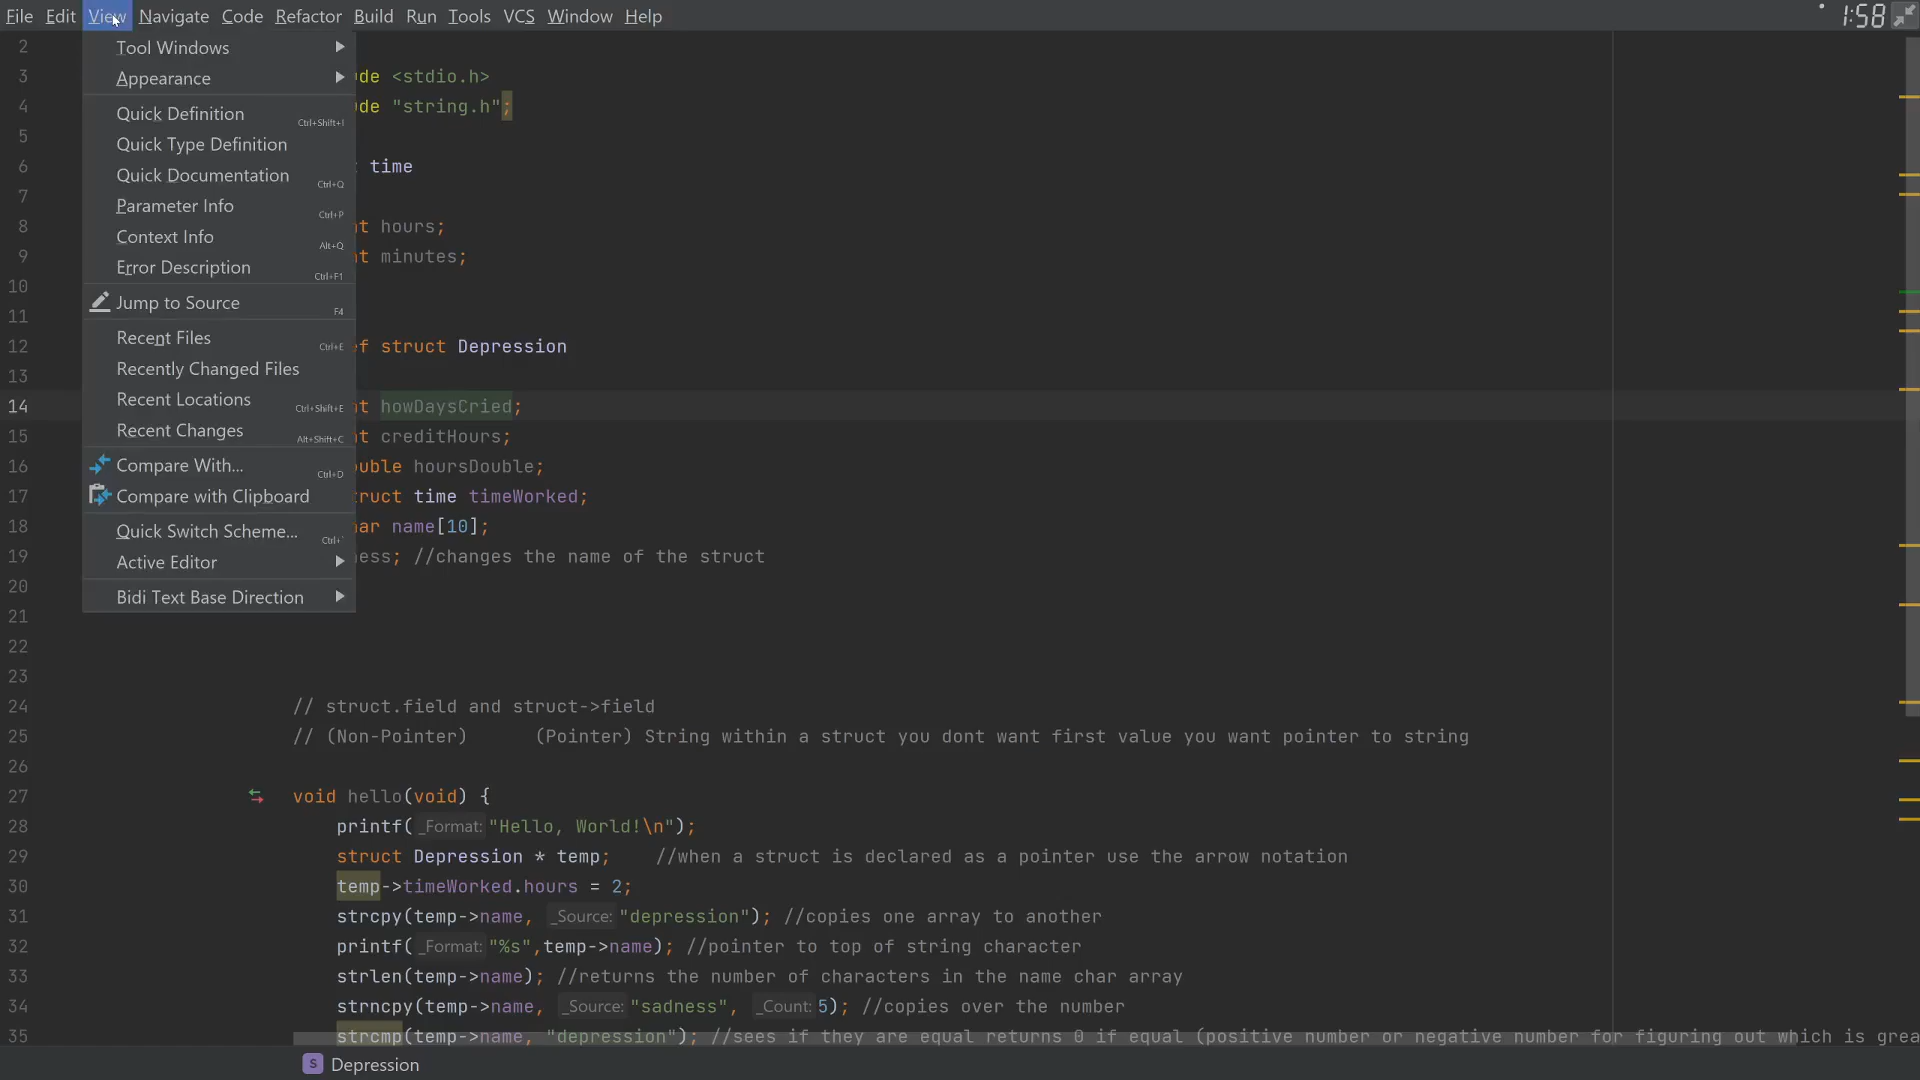 File Edit View Navigate Code Refactor Build Run Tools VCS Window Help 1:58
2 Tool Windows
3 Appearance de <stdio.h>
4 Quick Definition Ctrl+Shift+I de "string.h";
5 Quick Type Definition
6 Quick Documentation Ctrl+Q time
7 Parameter Info Ctrl+P
8 Context Info Alt+Q t hours;
9 Error Description Ctrl+F1 t minutes;
10 Jump to Source F4
11
12 Recent Files Ctrl+E f struct Depression
13 Recently Changed Files
14 Recent Locations Ctrl+Shift+E t howDaysCried;
15 Recent Changes Alt+Shift+C t creditHours;
16 Compare With... Ctrl+D uble hoursDouble;
17 Compare with Clipboard truct time timeWorked;
18 Quick Switch Scheme... Ctrl+` ar name[10];
19 Active Editor ess; //changes the name of the struct
20 Bidi Text Base Direction
21
22
23
24 // struct.field and struct->field
25 // (Non-Pointer) (Pointer) String within a struct you dont want first value you want pointer to string
26
27 void hello(void) {
28 printf( _Format: "Hello, World!\n");
29 struct Depression * temp; //when a struct is declared as a pointer use the arrow notation
30 temp->timeWorked.hours = 2;
31 strcpy(temp->name, _Source: "depression"); //copies one array to another
32 printf( _Format: "%s",temp->name); //pointer to top of string character
33 strlen(temp->name); //returns the number of characters in the name char array
34 strncpy(temp->name, _Source: "sadness", _Count: 5); //copies over the number
35 strcmp(temp->name, "depression"); //sees if they are equal returns 0 if equal (positive number or negative number for figuring out which is grea
S Depression